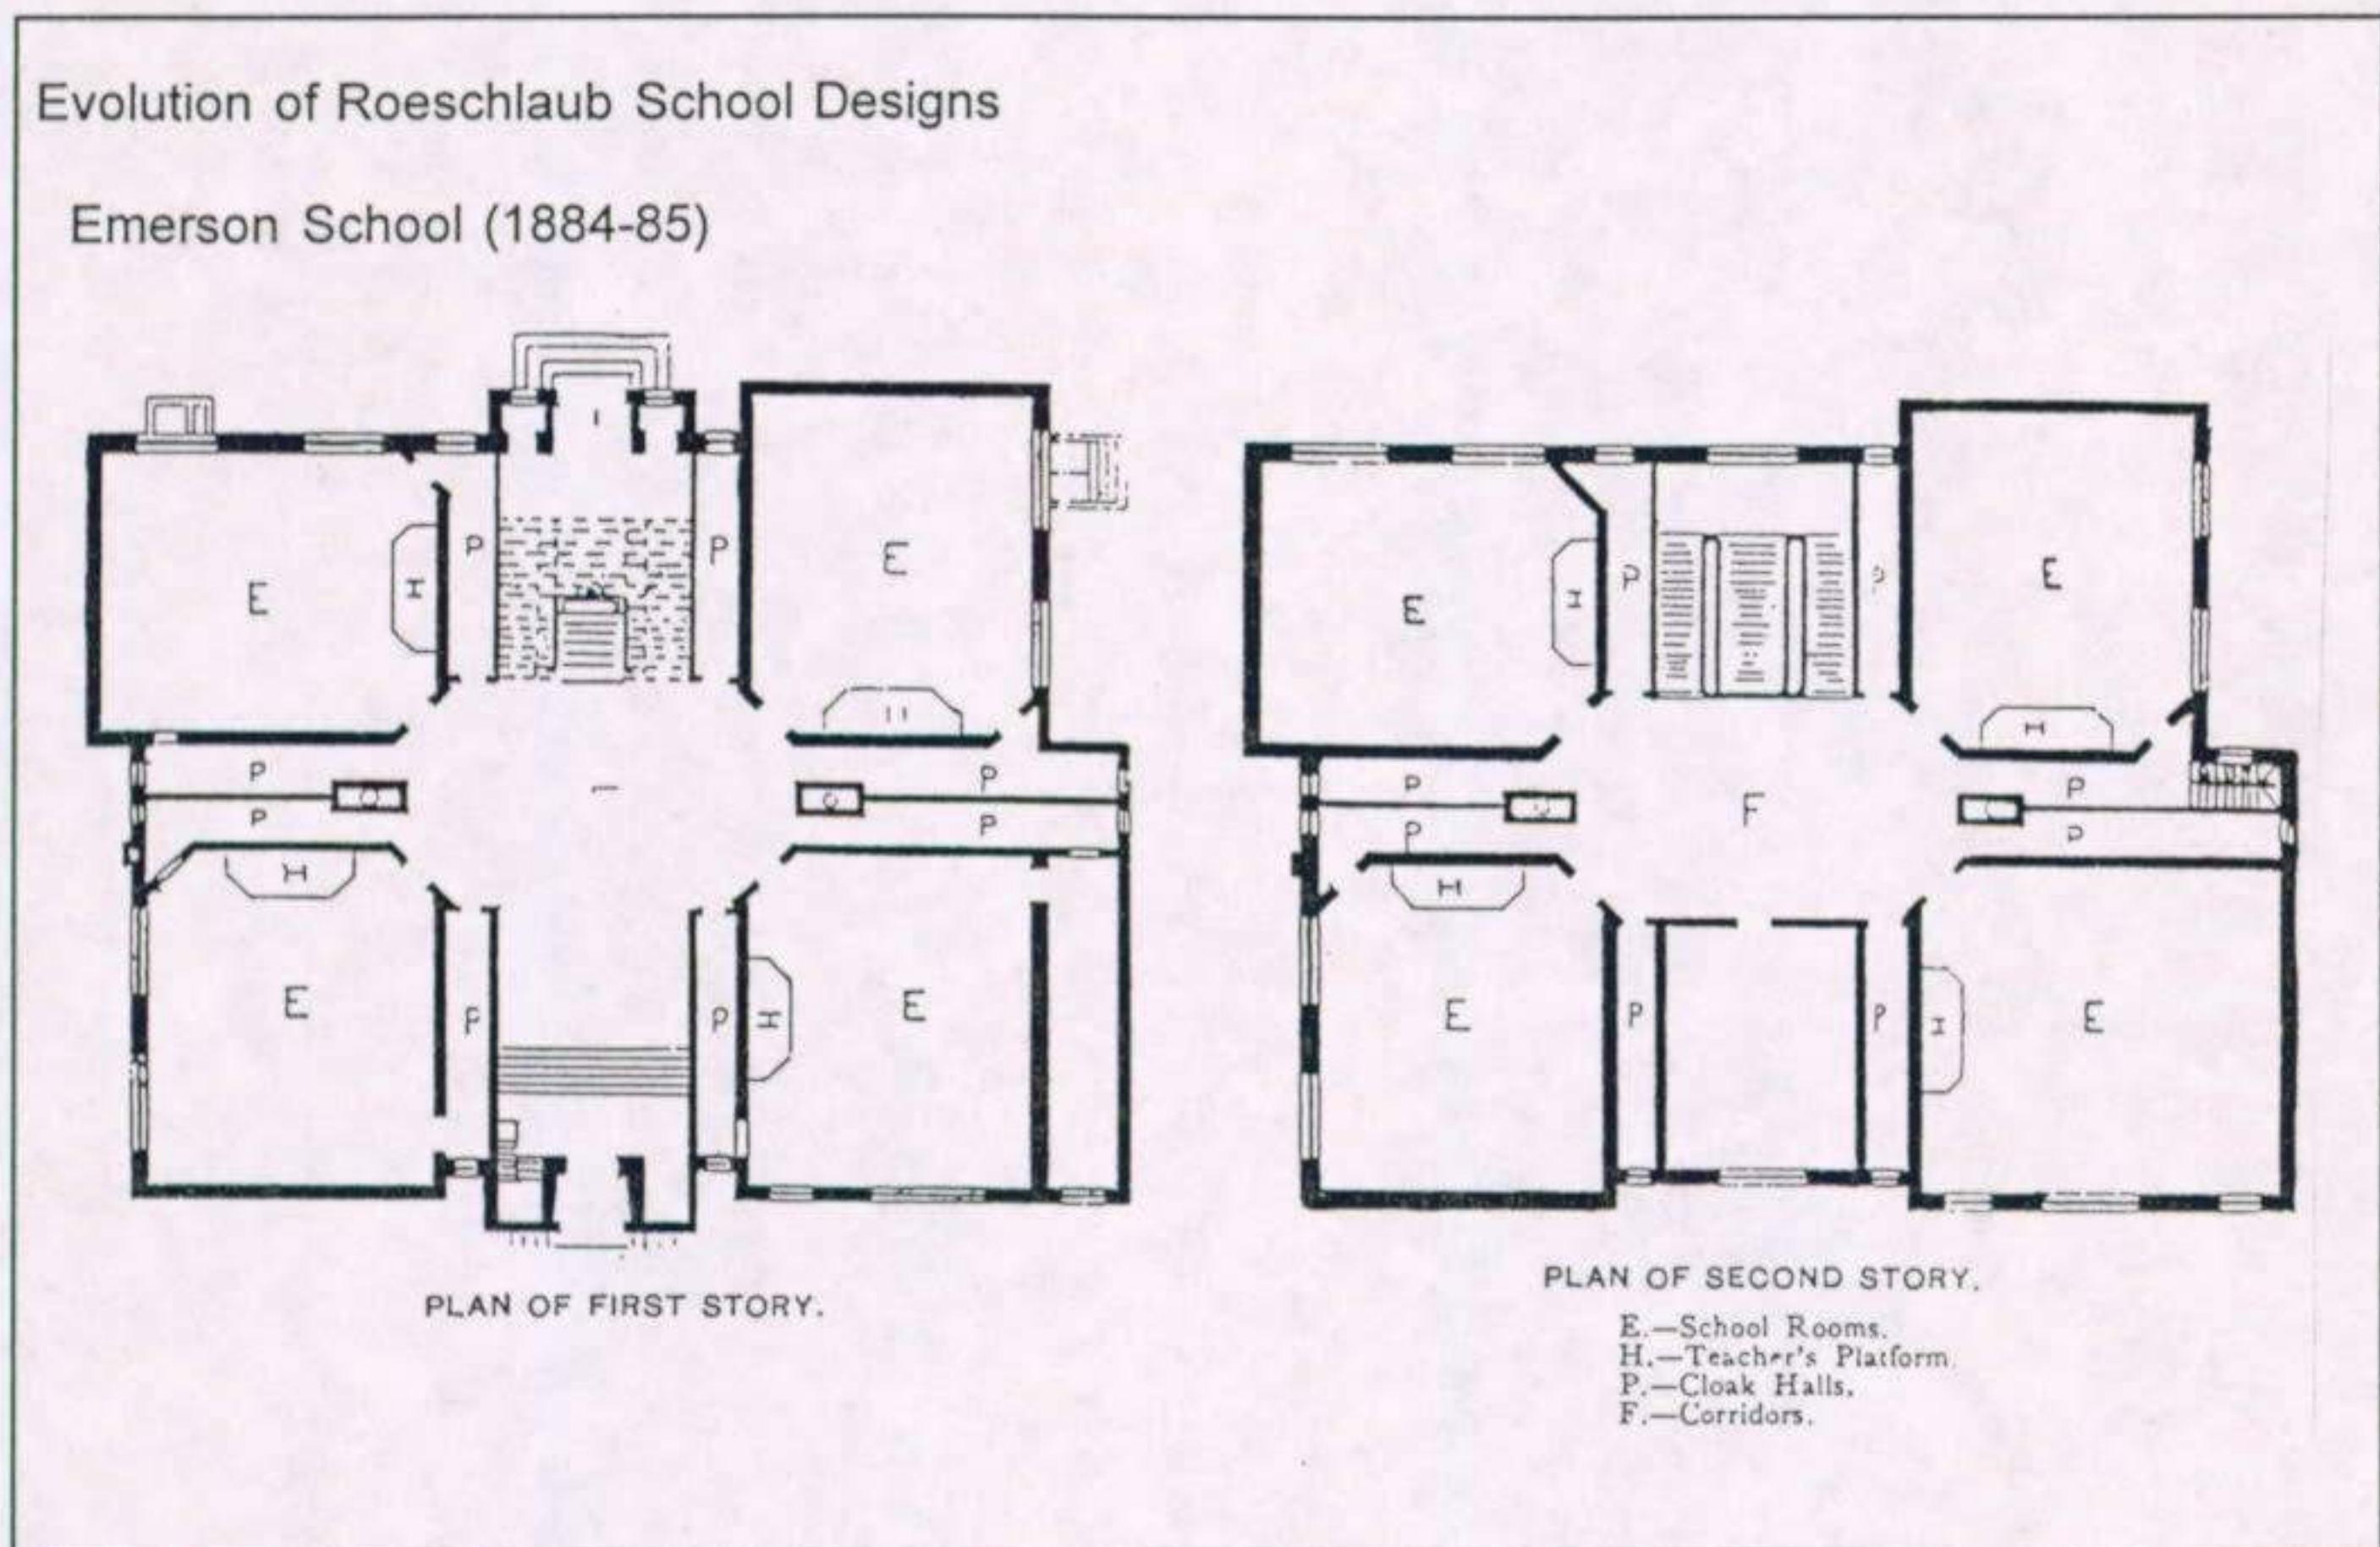 Evolution of Roeschlaub School Designs
Emerson School (1884-85)
E
H
P
P
E
P
P
P
P
H
E
P
P
H
E
PLAN OF FIRST STORY.
E
H
P
E
H
P
P
F
P
P
H
E
P
P
H
E
PLAN OF SECOND STORY.
E.—School Rooms.
H.—Teacher's Platform.
P.—Cloak Halls.
F.—Corridors.